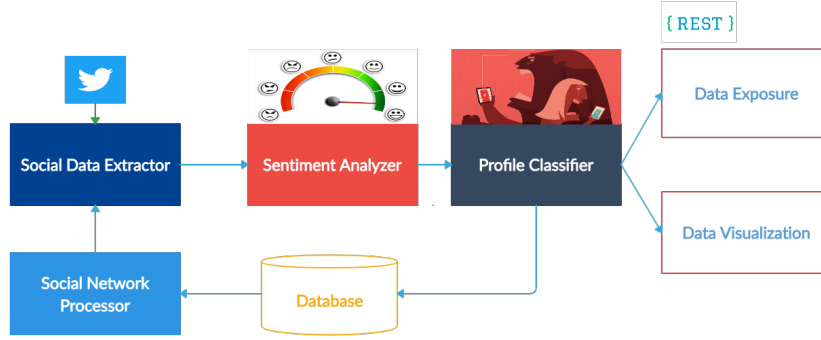 { REST }
Data Exposure
Social Data Extractor
Sentiment Analyzer
Profile Classifier
Data Visualization
Social Network
Processor
Database